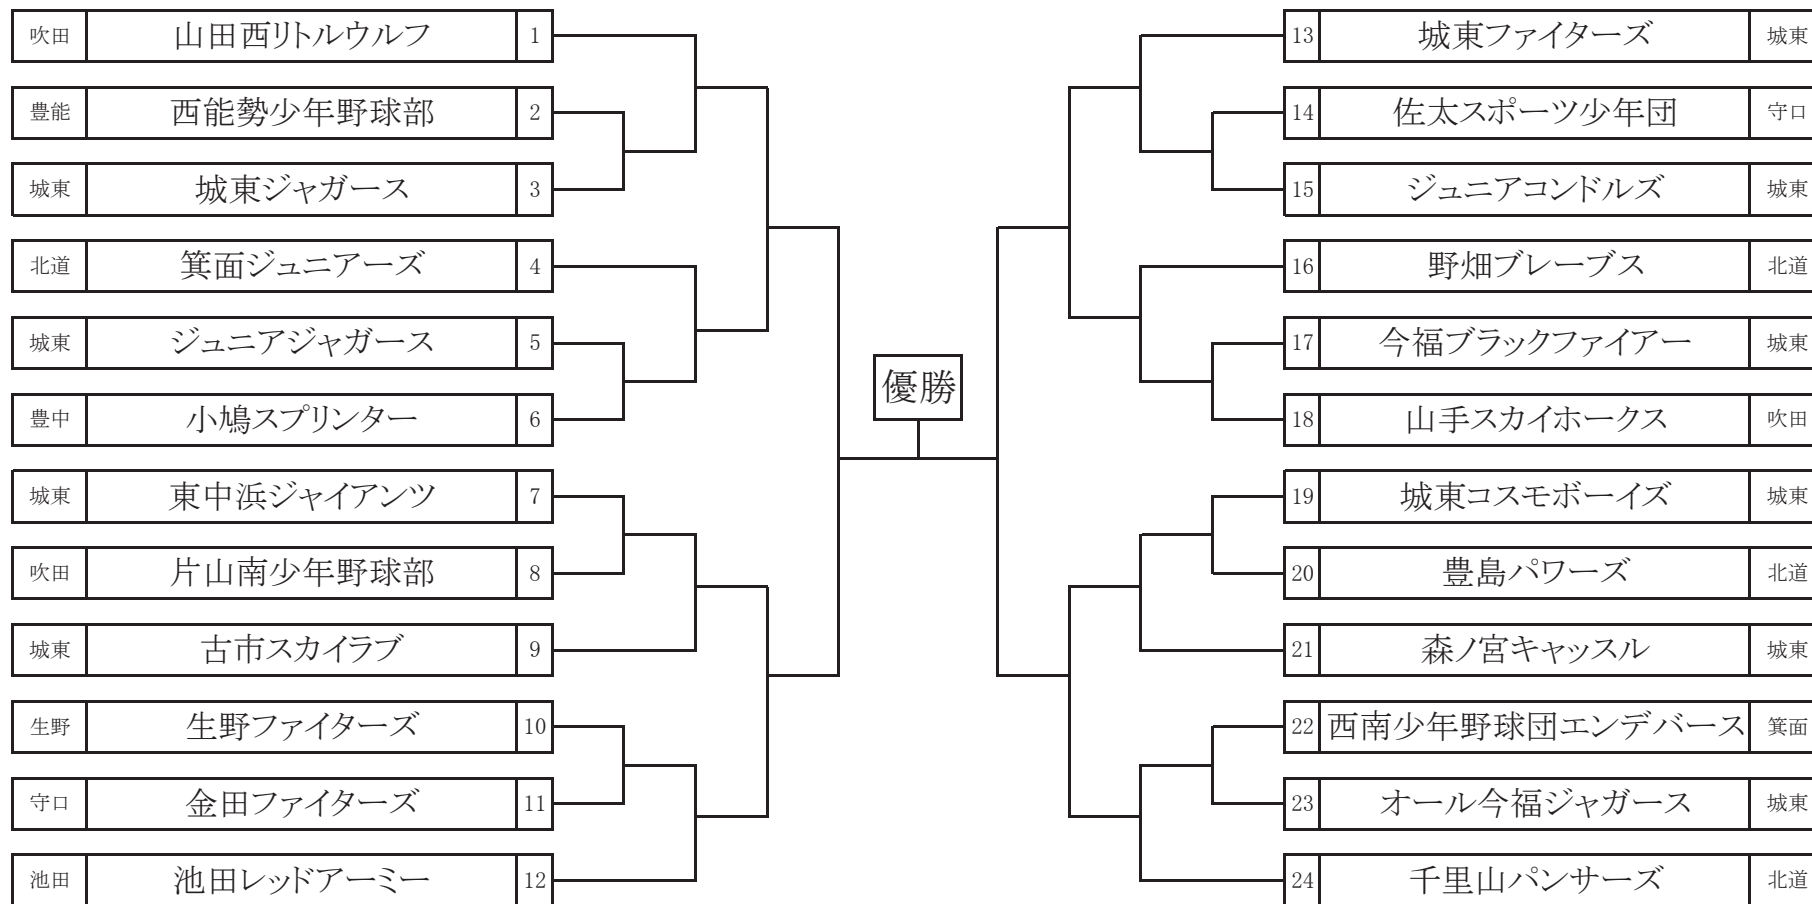 吹田 山田西リトルウルフ 1
豊能 西能勢少年野球部 2
城東 城東ジャガース 3
北道 箕面ジュニアーズ 4
城東 ジュニアジャガース 5
豊中 小鳩スプリンター 6
城東 東中浜ジャイアンツ 7
吹田 片山南少年野球部 8
城東 古市スカイラブ 9
生野 生野ファイターズ 10
守口 金田ファイターズ 11
池田 池田レッドアーミー 12
優勝
13 城東ファイターズ 城東
14 佐太スポーツ少年団 守口
15 ジュニアコンドルズ 城東
16 野畑ブレーブス 北道
17 今福ブラックファイアー 城東
18 山手スカイホークス 吹田
19 城東コスモボーイズ 城東
20 豊島パワーズ 北道
21 森ノ宮キャッスル 城東
22 西南少年野球団エンデバース 箕面
23 オール今福ジャガース 城東
24 千里山パンサーズ 北道